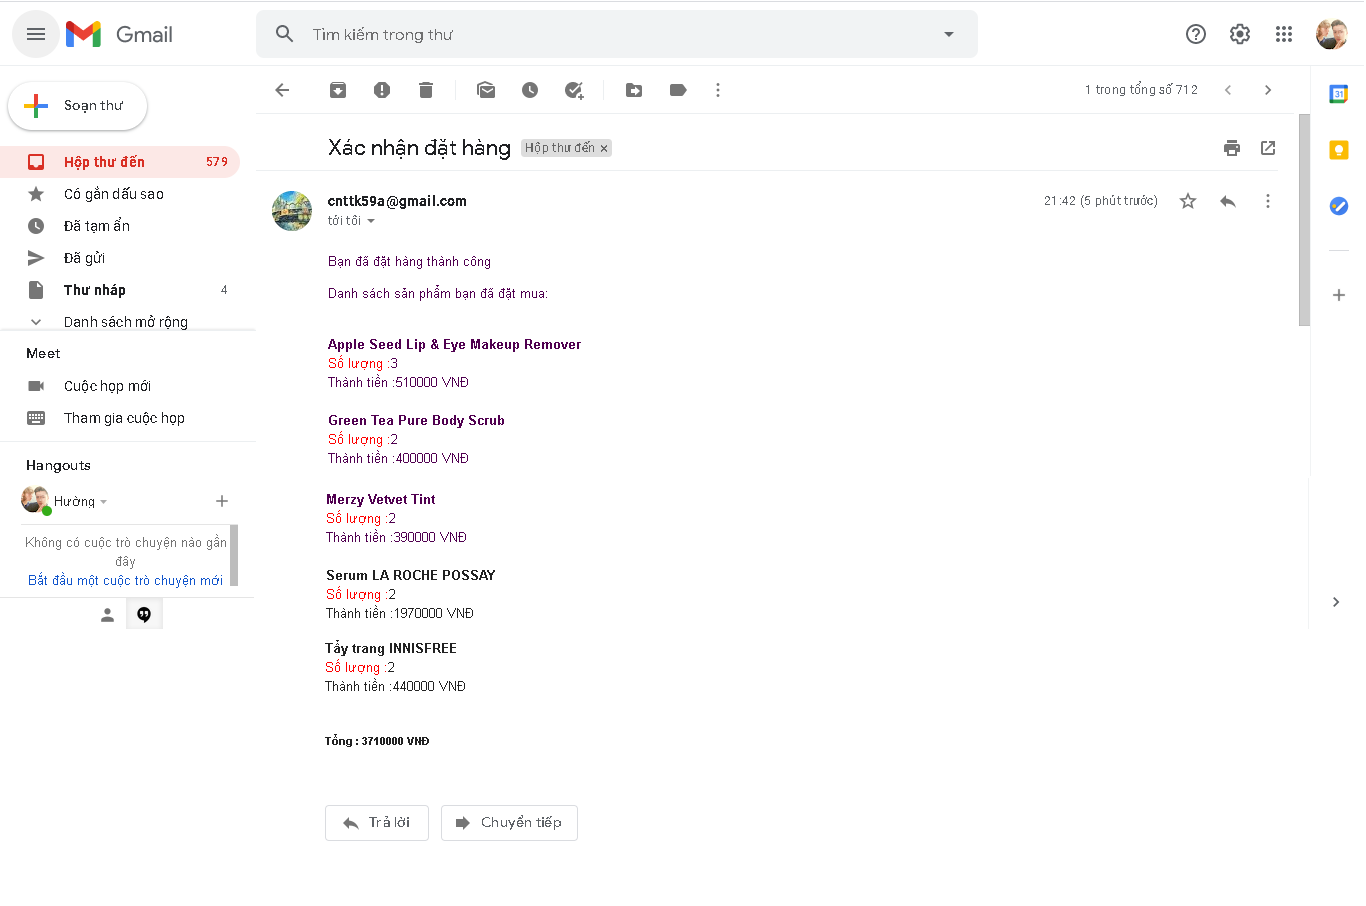 Gmail
Tìm kiếm trong thư
Soạn thư
1 trong tổng số 712
31
Hộp thư đến 579
Có gắn dấu sao
Đã tạm ẩn
Đã gửi
Thư nháp 4
Danh sách mở rộng
Meet
Cuộc họp mới
Tham gia cuộc họp
Hangouts
Hường
Không có cuộc trò chuyện nào gần
đây
Bắt đầu một cuộc trò chuyện mới
Xác nhận đặt hàng Hộp thư đến x
cnttk59a@gmail.com 21:42 (5 phút trước)
tới tôi
Bạn đã đặt hàng thành công
Danh sách sản phẩm bạn đã đặt mua:
Apple Seed Lip & Eye Makeup Remover
Số lượng :3
Thành tiền :510000 VNĐ
Green Tea Pure Body Scrub
Số lượng :2
Thành tiền :400000 VNĐ
Merzy Vetvet Tint
Số lượng :2
Thành tiền :390000 VNĐ
Serum LA ROCHE POSSAY
Số lượng :2
Thành tiền :1970000 VNĐ
Tẩy trang INNISFREE
Số lượng :2
Thành tiền :440000 VNĐ
Tổng : 3710000 VNĐ
Trả lời
Chuyển tiếp